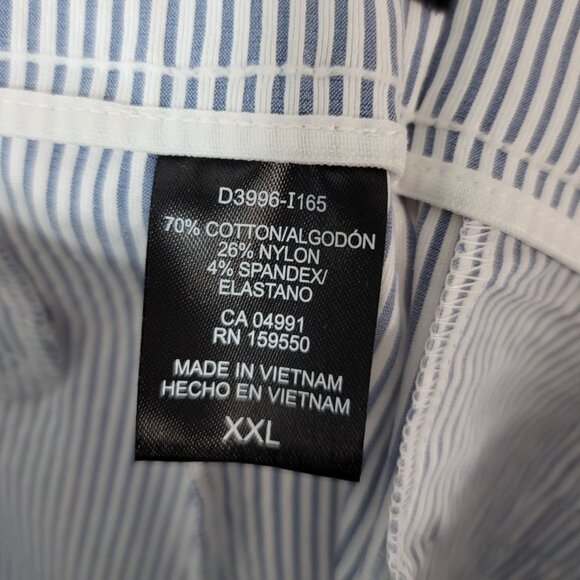 D3996-I165
70% COTTON/ALGODÓN
26% NYLON
4% SPANDEX/
ELASTANO
CA 04991
RN 159550
MADE IN VIETNAM
HECHO EN VIETNAM
XXL